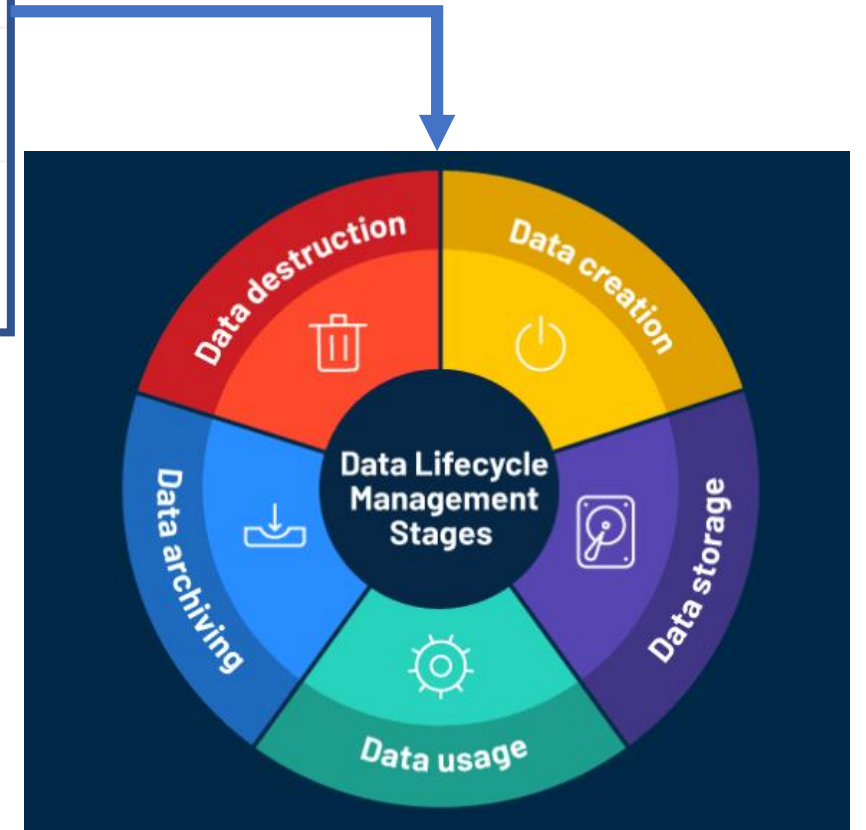 Data Lifecycle
Management
Stages
Data creation
Data storage
Data usage
Data archiving
Data destruction